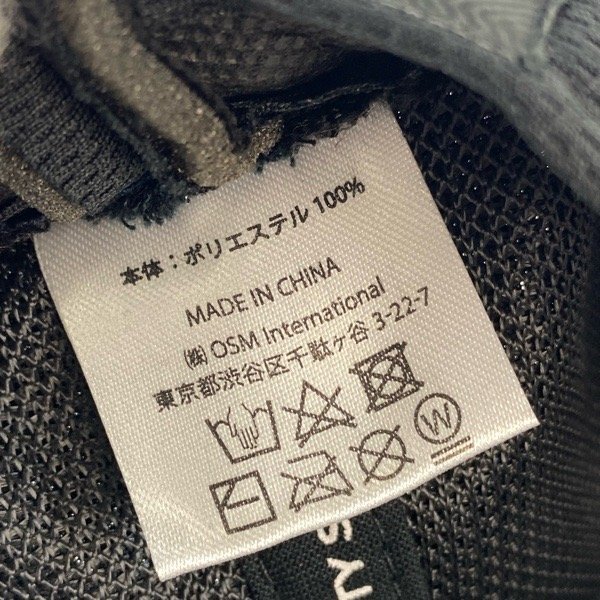 本体：ポリエステル 100%
MADE IN CHINA
㈱ OSM International
東京都渋谷区千駄ヶ谷 3-22-7
W
TY S